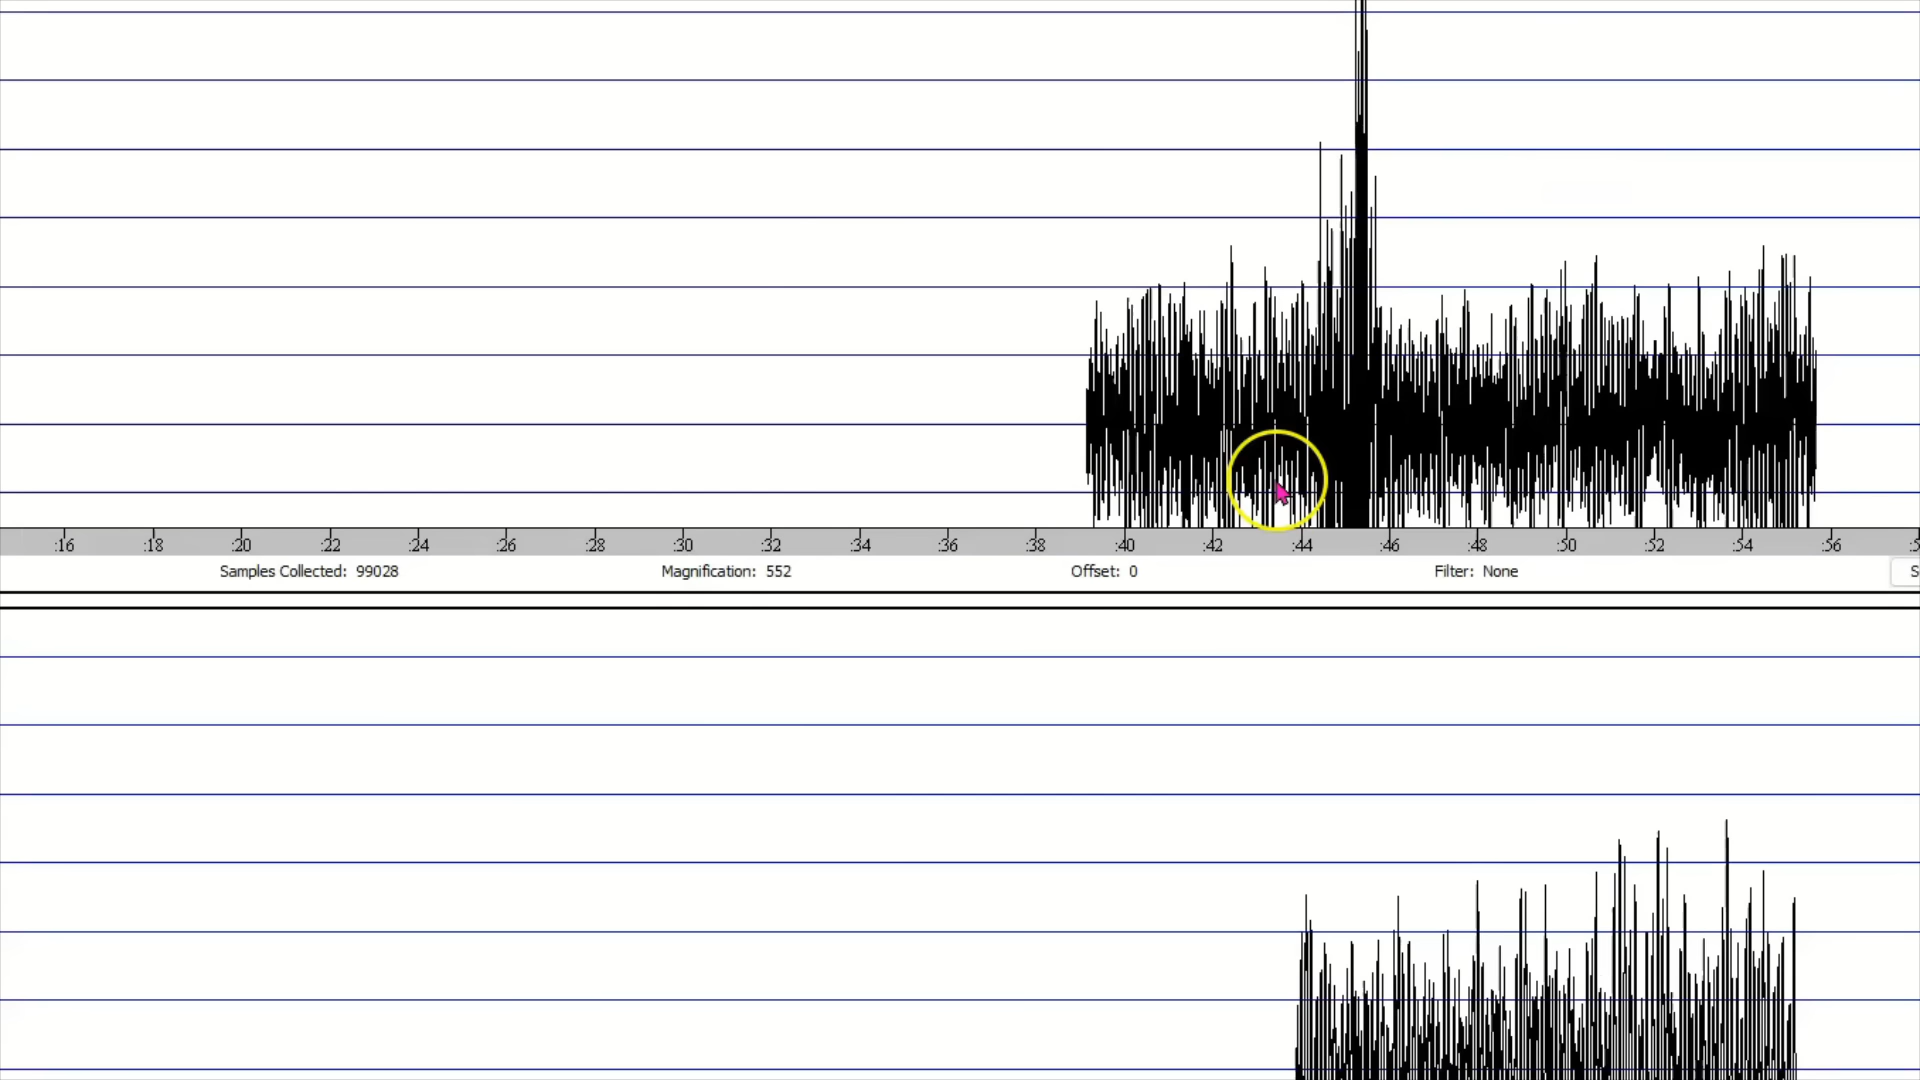 :16 :18 :20 :22 :24 :26 :28 :30 :32 :34 :36 :38 :40 :42 :44 :46 :48 :50 :52 :54 :56
Samples Collected: 99028 Magnification: 552 Offset: 0 Filter: None